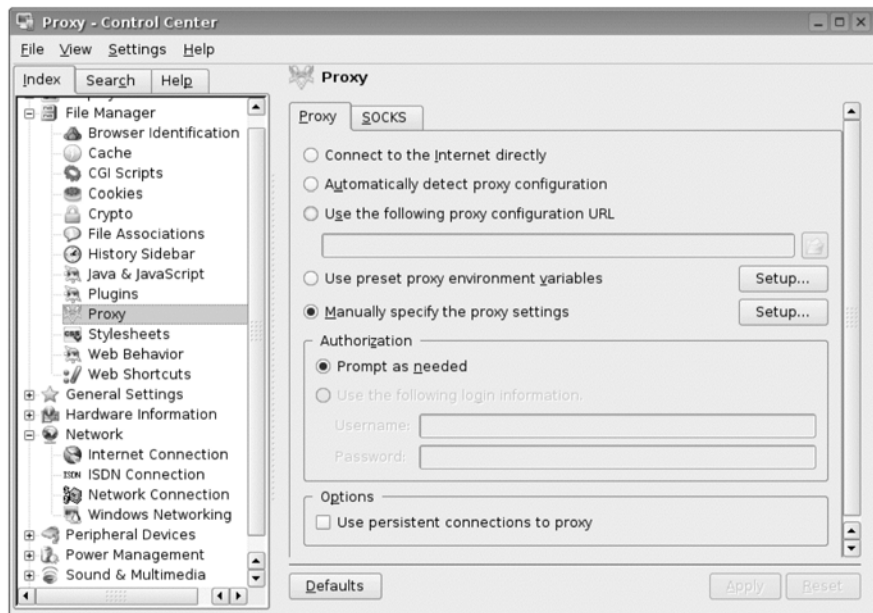 Proxy - Control Center
File View Settings Help
Index Search Help
File Manager
Browser Identification
Cache
CGI Scripts
Cookies
Crypto
File Associations
History Sidebar
Java & JavaScript
Plugins
Proxy
Stylesheets
Web Behavior
Web Shortcuts
General Settings
Hardware Information
Network
Internet Connection
ISDN ISDN Connection
Network Connection
Windows Networking
Peripheral Devices
Power Management
Sound & Multimedia
Proxy
Proxy SOCKS
Connect to the Internet directly
Automatically detect proxy configuration
Use the following proxy configuration URL
Use preset proxy environment variables Setup...
Manually specify the proxy settings Setup...
Authorization
Prompt as needed
Use the following login information.
Username:
Password:
Options
Use persistent connections to proxy
Defaults Apply Reset